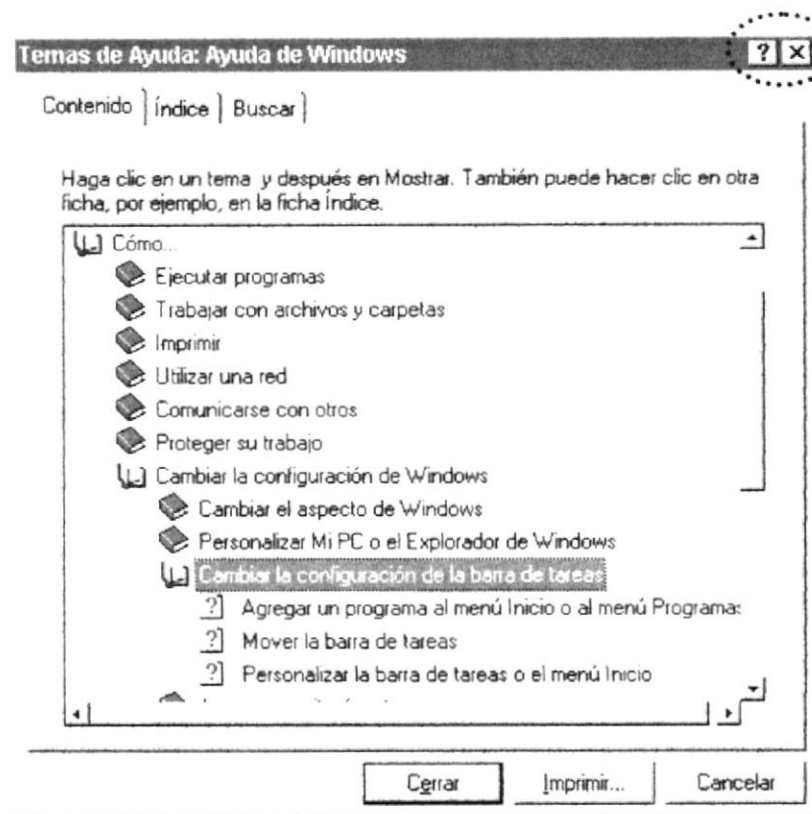 Temas de Ayuda: Ayuda de Windows
Contenido Índice Buscar
Haga clic en un tema y después en Mostrar. También puede hacer clic en otra
ficha, por ejemplo, en la ficha Índice.
Cómo...
Ejecutar programas
Trabajar con archivos y carpetas
Imprimir
Utilizar una red
Comunicarse con otros
Proteger su trabajo
Cambiar la configuración de Windows
Cambiar el aspecto de Windows
Personalizar Mi PC o el Explorador de Windows
Cambiar la configuración de la barra de tareas
Agregar un programa al menú Inicio o al menú Programas
Mover la barra de tareas
Personalizar la barra de tareas o el menú Inicio
Cerrar Imprimir... Cancelar